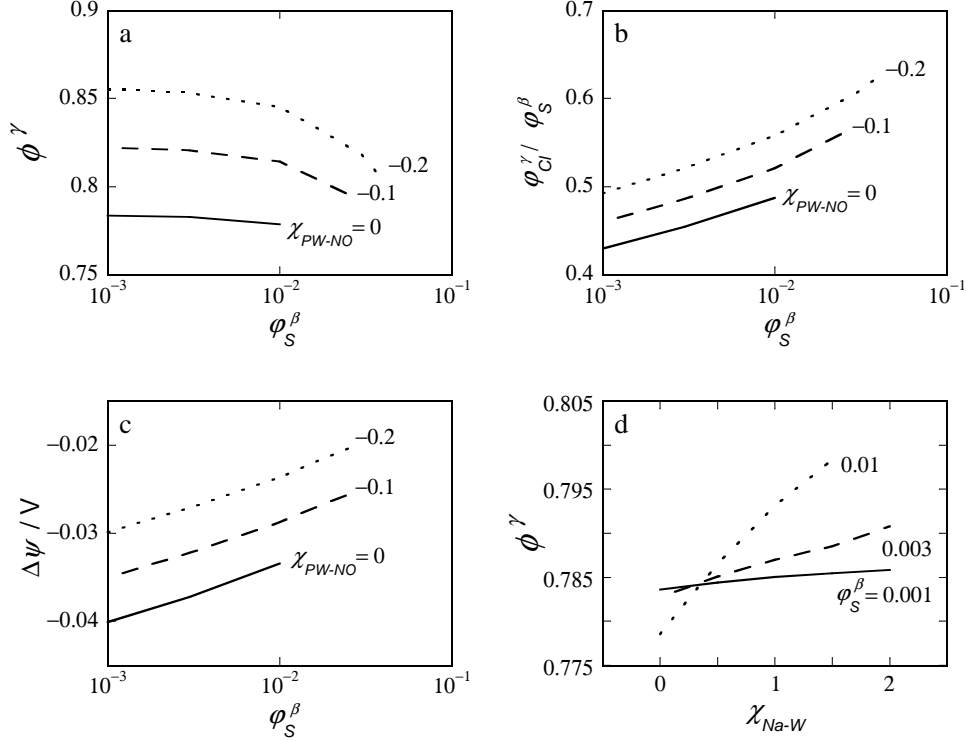 a
0.9
0.85
0.8
0.75
ϕ^γ
−0.2
−0.1
χ_PW-NO = 0
10^−3
10^−2
10^−1
φ_S^β
b
0.7
0.6
0.5
0.4
φ_Cl^γ / φ_S^β
−0.2
−0.1
χ_PW-NO = 0
10^−3
10^−2
10^−1
φ_S^β
c
−0.02
−0.03
−0.04
Δψ / V
−0.2
−0.1
χ_PW-NO = 0
10^−3
10^−2
10^−1
φ_S^β
d
0.805
0.795
0.785
0.775
ϕ^γ
0.01
0.003
φ_S^β = 0.001
0
1
2
χ_Na-W